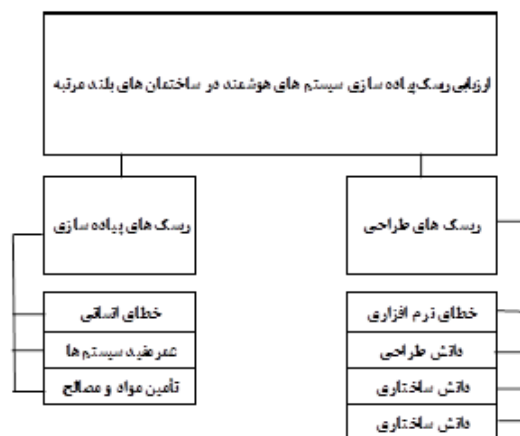 ارزیابی ریسک پیاده سازی سیستم های هوشمند در ساختمان های بلند مرتبه
ریسک های طراحی
ریسک های پیاده سازی
خطای نرم افزاری
دانش طراحی
دانش ساختاری
دانش ساختاری
خطای انسانی
عمر مفید سیستم ها
تأمین مواد و مصالح